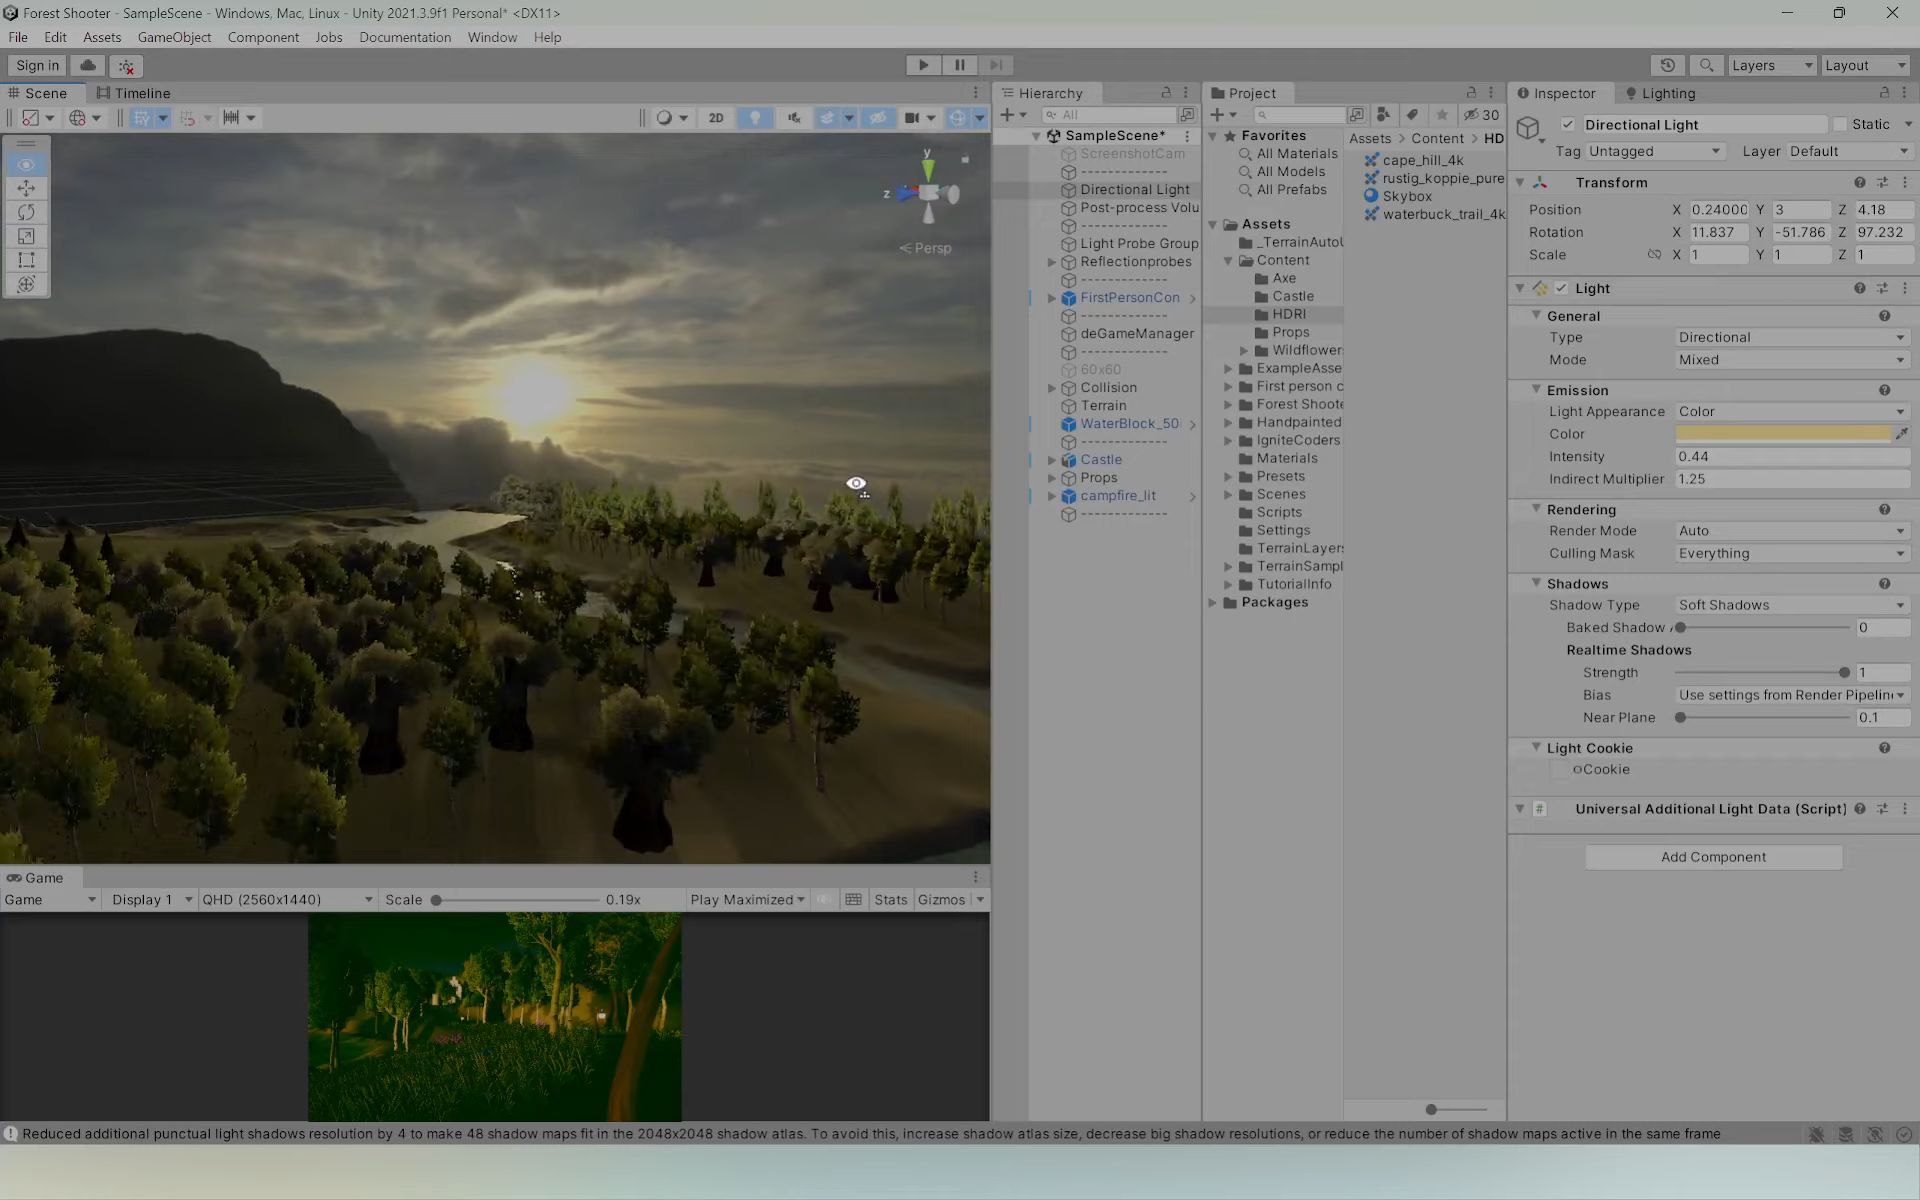 Forest Shooter - SampleScene - Windows, Mac, Linux - Unity 2021.3.9f1 Personal* <DX11>
File Edit Assets GameObject Component Jobs Documentation Window Help
Sign in
Layers
Layout
Scene
Timeline
2D
y
z
< Persp
Game
Game
Display 1
QHD (2560x1440)
Scale
0.19x
Play Maximized
Stats
Gizmos
Hierarchy
All
SampleScene*
ScreenshotCam
--------------
Directional Light
Post-process Volu
--------------
Light Probe Group
Reflectionprobes
--------------
FirstPersonCon
--------------
deGameManager
--------------
60x60
Collision
Terrain
WaterBlock_50
--------------
Castle
Props
campfire_lit
--------------
Project
30
Favorites
All Materials
All Models
All Prefabs
Assets
_TerrainAutoU
Content
Axe
Castle
HDRI
Props
Wildflower
ExampleAsse
First person c
Forest Shoote
Handpainted
IgniteCoders
Materials
Presets
Scenes
Scripts
Settings
TerrainLayers
TerrainSampl
TutorialInfo
Packages
Assets > Content > HD
cape_hill_4k
rustig_koppie_pure
Skybox
waterbuck_trail_4k
Inspector
Lighting
Directional Light
Static
Tag Untagged Layer Default
Transform
Position X 0.24000 Y 3 Z 4.18
Rotation X 11.837 Y -51.786 Z 97.232
Scale X 1 Y 1 Z 1
Light
General
Type Directional
Mode Mixed
Emission
Light Appearance Color
Color
Intensity 0.44
Indirect Multiplier 1.25
Rendering
Render Mode Auto
Culling Mask Everything
Shadows
Shadow Type Soft Shadows
Baked Shadow 0
Realtime Shadows
Strength 1
Bias Use settings from Render Pipelin
Near Plane 0.1
Light Cookie
Cookie
# Universal Additional Light Data (Script)
Add Component
Reduced additional punctual light shadows resolution by 4 to make 48 shadow maps fit in the 2048x2048 shadow atlas. To avoid this, increase shadow atlas size, decrease big shadow resolutions, or reduce the number of shadow maps active in the same frame